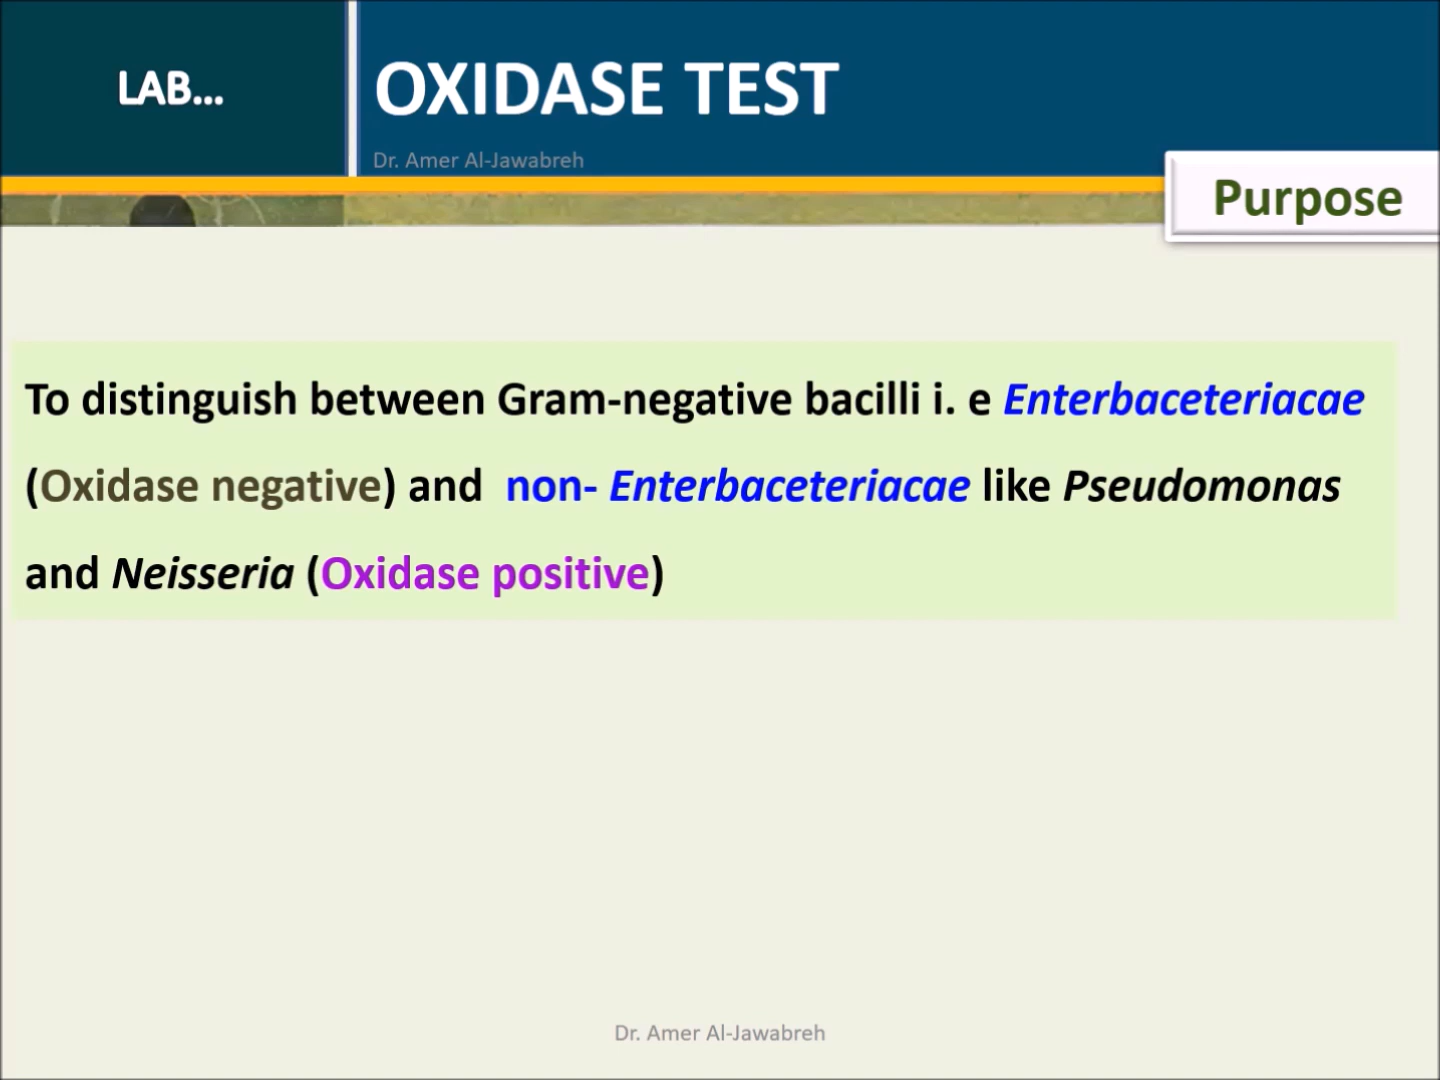 LAB...
OXIDASE TEST
Dr. Amer Al-Jawabreh
Purpose
To distinguish between Gram-negative bacilli i. e Enterbaceteriacae
(Oxidase negative) and non- Enterbaceteriacae like Pseudomonas
and Neisseria (Oxidase positive)
Dr. Amer Al-Jawabreh